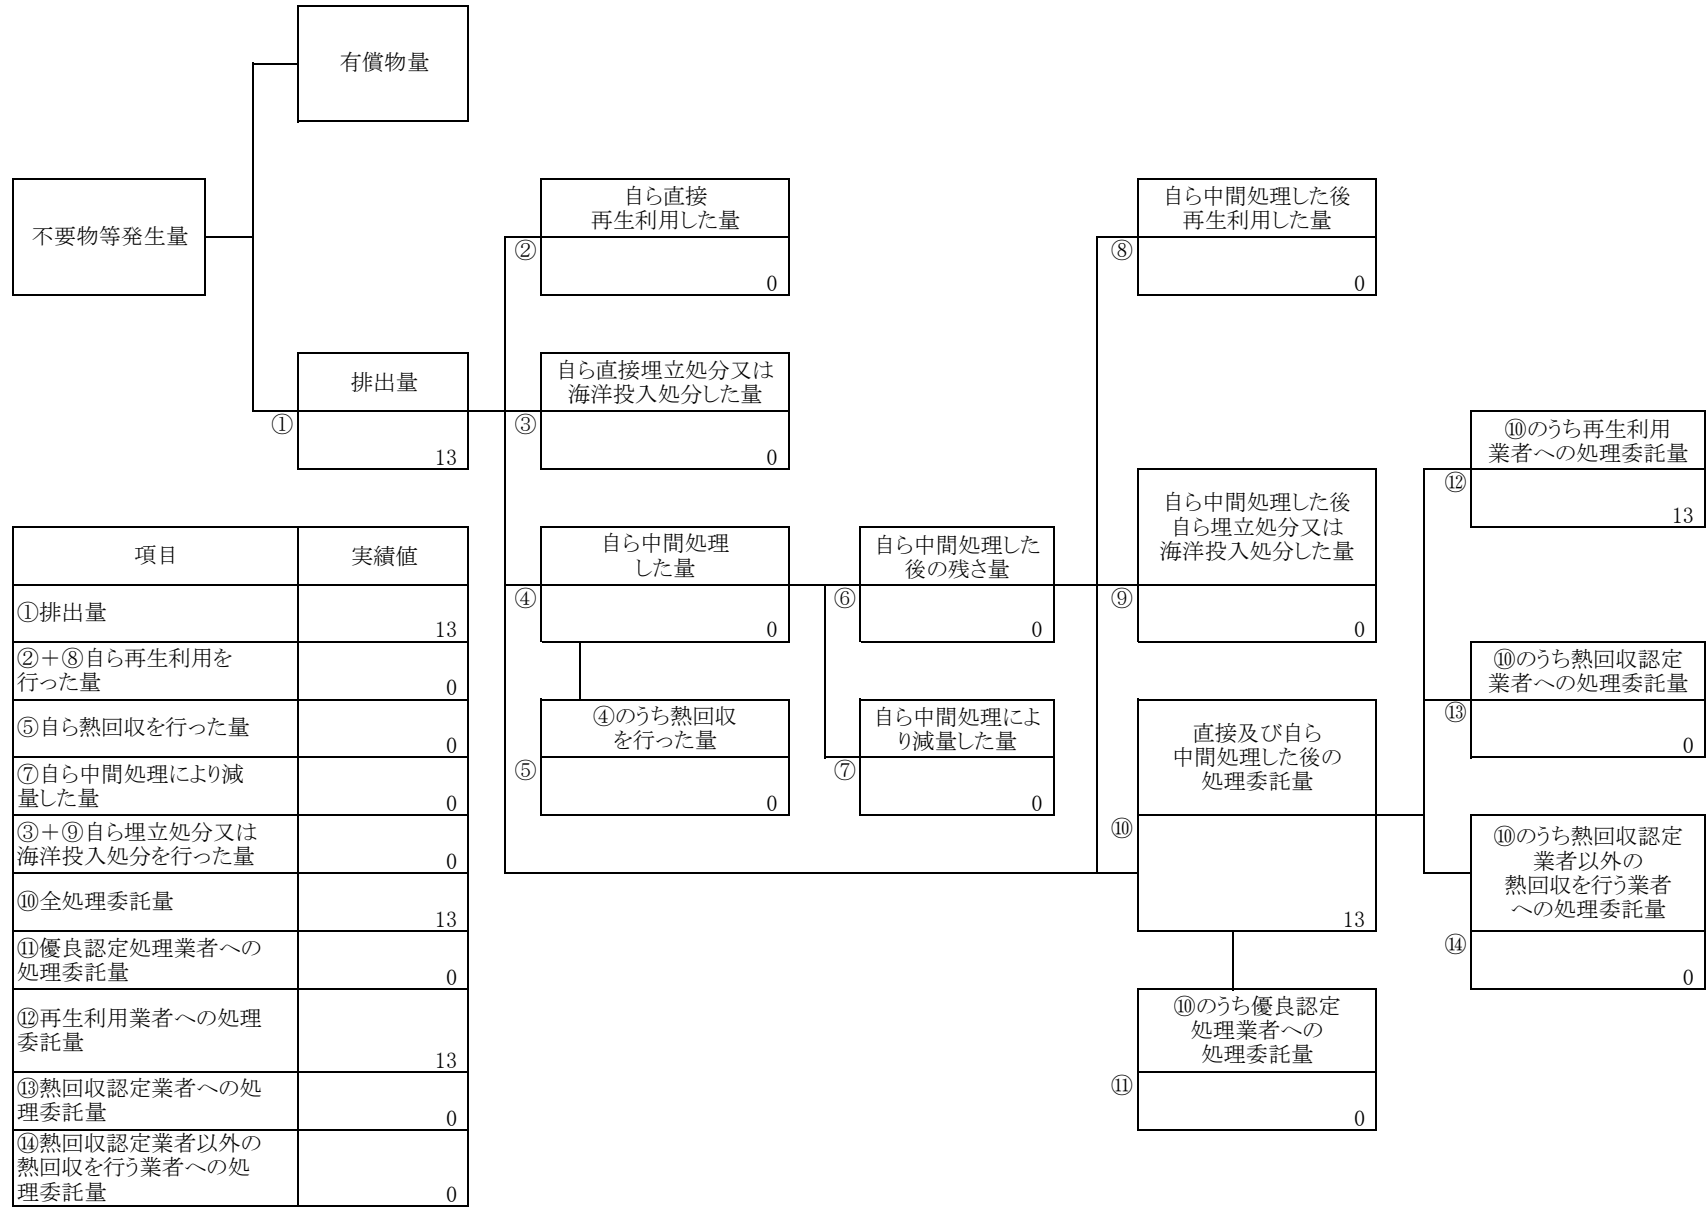 有償物量
不要物等発生量
自ら直接
再生利用した量
②
0
自ら中間処理した後
再生利用した量
⑧
0
排出量
①
13
自ら直接埋立処分又は
海洋投入処分した量
③
0
⑩のうち再生利用
業者への処理委託量
⑫
13
自ら中間処理
した量
④
0
自ら中間処理した
後の残さ量
⑥
0
自ら中間処理した後
自ら埋立処分又は
海洋投入処分した量
⑨
0
⑩のうち熱回収認定
業者への処理委託量
⑬
0
④のうち熱回収
を行った量
⑤
0
自ら中間処理によ
り減量した量
⑦
0
直接及び自ら
中間処理した後の
処理委託量
⑩
13
⑩のうち熱回収認定
業者以外の
熱回収を行う業者
への処理委託量
⑭
0
⑩のうち優良認定
処理業者への
処理委託量
⑪
0
項目 実績値
①排出量
13
②＋⑧自ら再生利用を
行った量 0
⑤自ら熱回収を行った量
0
⑦自ら中間処理により減
量した量 0
③＋⑨自ら埋立処分又は
海洋投入処分を行った量 0
⑩全処理委託量
13
⑪優良認定処理業者への
処理委託量 0
⑫再生利用業者への処理
委託量
13
⑬熱回収認定業者への処
理委託量 0
⑭熱回収認定業者以外の
熱回収を行う業者への処
理委託量 0